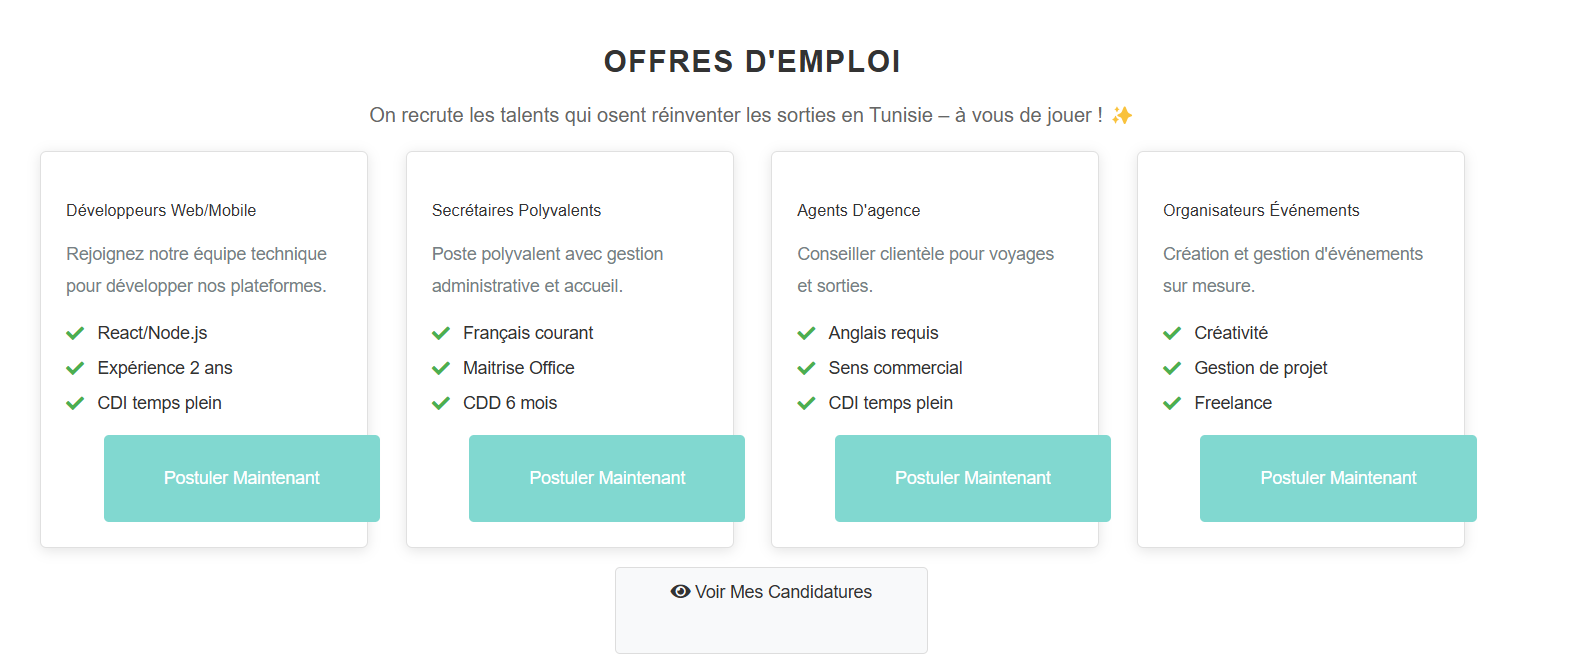 OFFRES D'EMPLOI
On recrute les talents qui osent réinventer les sorties en Tunisie – à vous de jouer ! ✨
Développeurs Web/Mobile
Rejoignez notre équipe technique
pour développer nos plateformes.
React/Node.js
Expérience 2 ans
CDI temps plein
Postuler Maintenant
Secrétaires Polyvalents
Poste polyvalent avec gestion
administrative et accueil.
Français courant
Maitrise Office
CDD 6 mois
Postuler Maintenant
Agents D'agence
Conseiller clientèle pour voyages
et sorties.
Anglais requis
Sens commercial
CDI temps plein
Postuler Maintenant
Organisateurs Événements
Création et gestion d'événements
sur mesure.
Créativité
Gestion de projet
Freelance
Postuler Maintenant
Voir Mes Candidatures